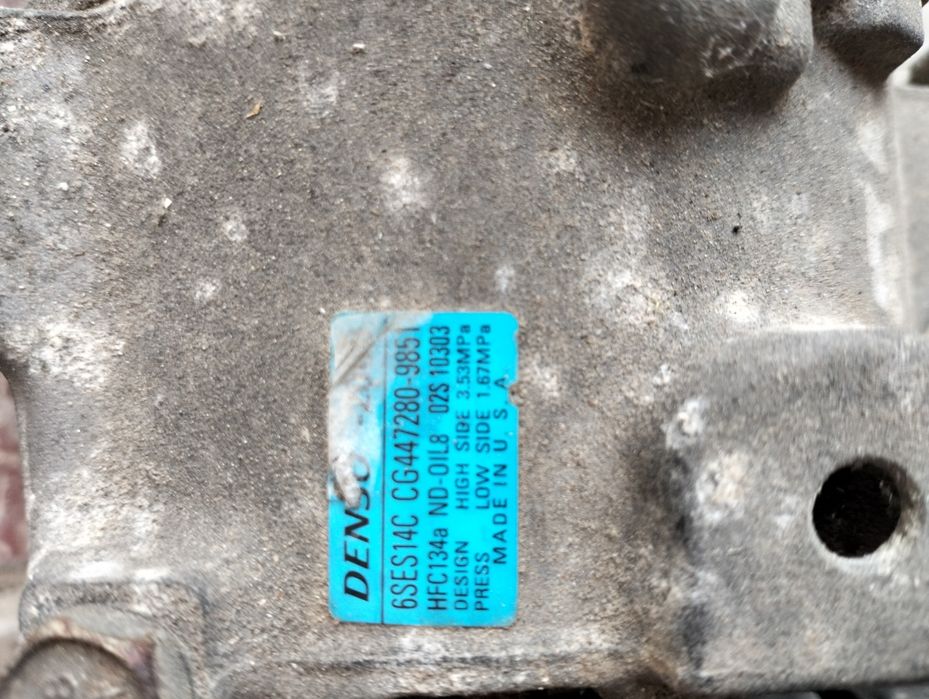 DENSO
6SES14C CG447280-9851
HFC134a ND-OIL8 02S10303
DESIGN HIGH SIDE 3.53MPa
PRESS LOW SIDE 1.67MPa
MADE IN U S A